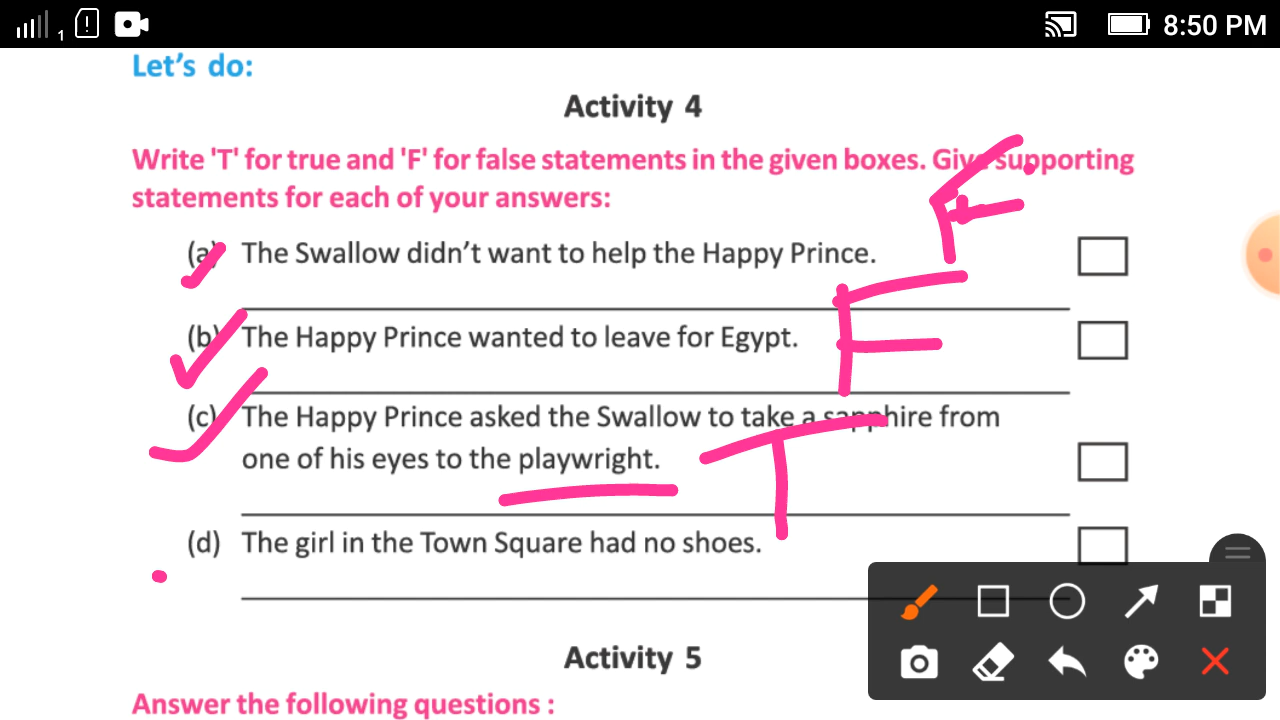 1 8:50 PM
Let's do:
Activity 4
Write 'T' for true and 'F' for false statements in the given boxes. Give supporting
statements for each of your answers:
(a) The Swallow didn't want to help the Happy Prince. F
(b) The Happy Prince wanted to leave for Egypt. F
(c) The Happy Prince asked the Swallow to take a sapphire from
one of his eyes to the playwright. T
(d) The girl in the Town Square had no shoes.
Activity 5
Answer the following questions :